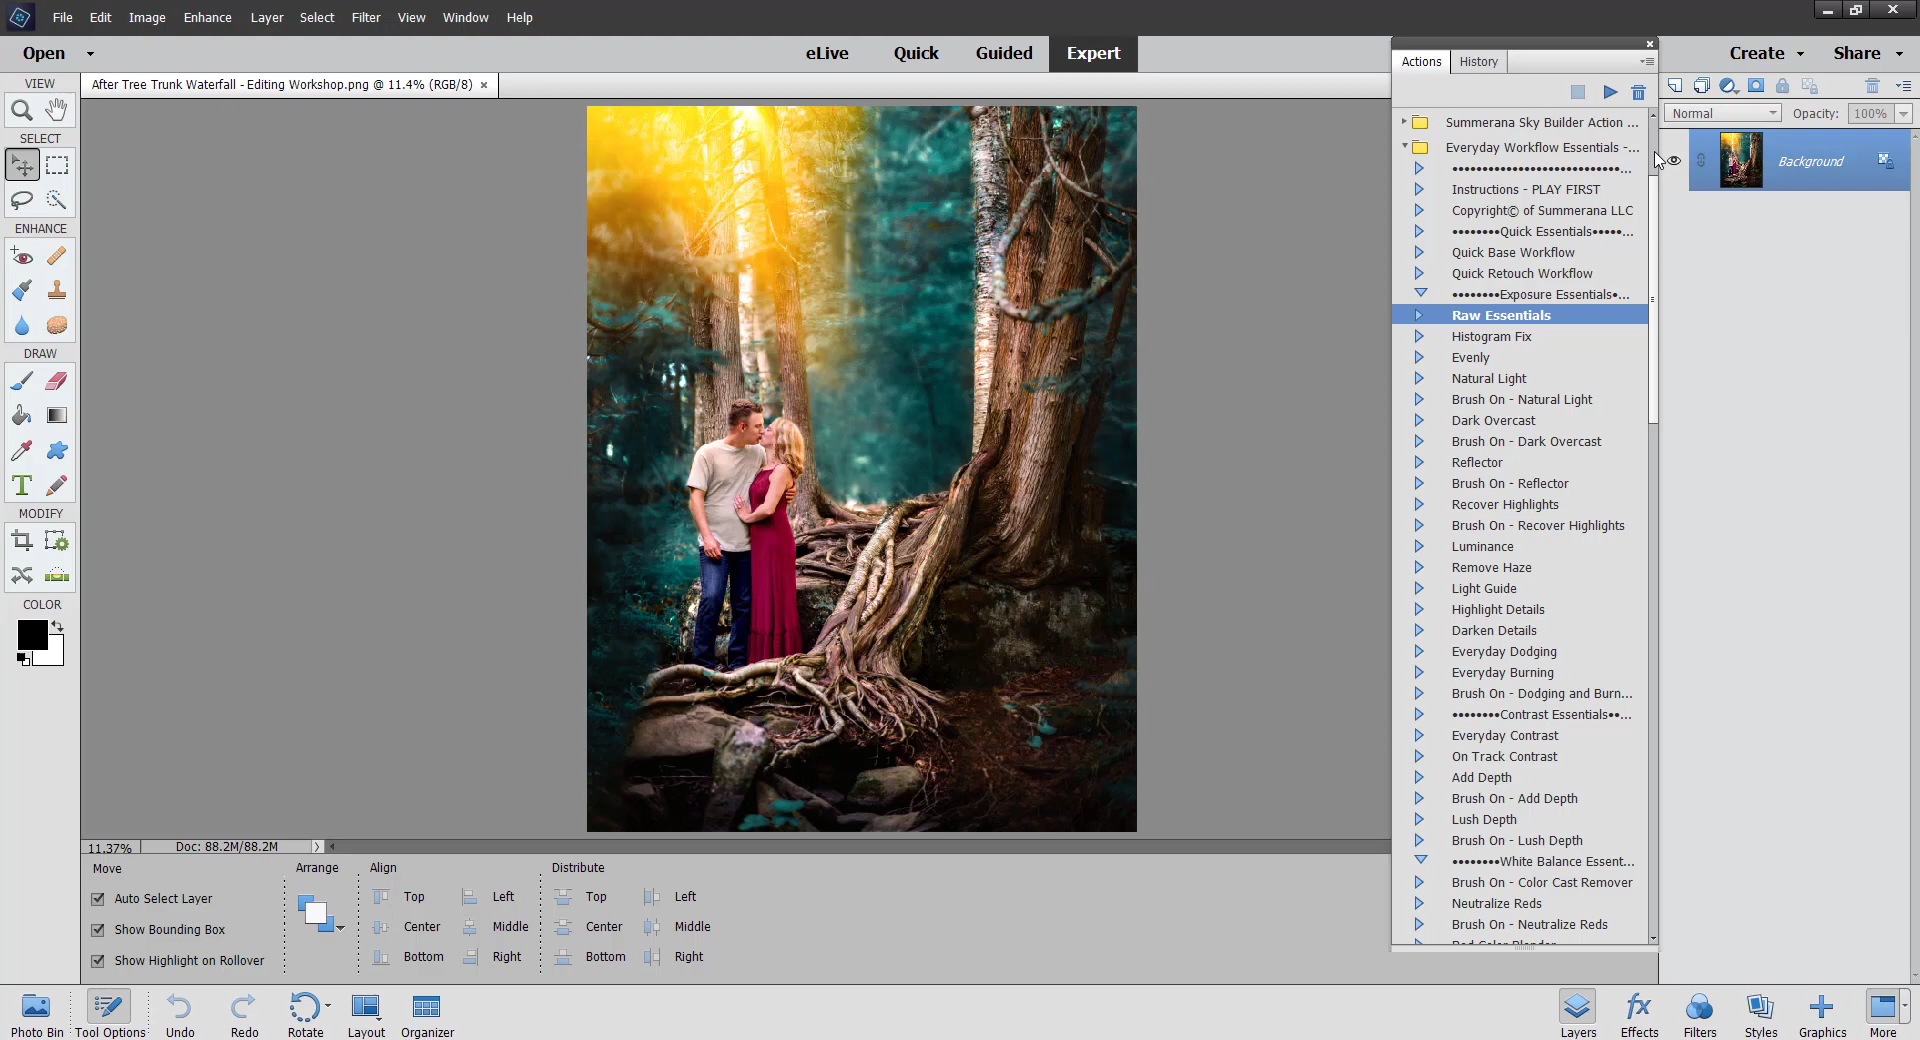 File Edit Image Enhance Layer Select Filter View Window Help
Open eLive Quick Guided Expert Create Share
After Tree Trunk Waterfall - Editing Workshop.png @ 11.4% (RGB/8) ×
VIEW
SELECT
ENHANCE
DRAW
MODIFY
COLOR
Actions History
Summerana Sky Builder Action ...
Everyday Workflow Essentials -...
••••••••••••••••••••••••••••...
Instructions - PLAY FIRST
Copyright© of Summerana LLC
••••••••Quick Essentials•••••...
Quick Base Workflow
Quick Retouch Workflow
••••••••Exposure Essentials•...
Raw Essentials
Histogram Fix
Evenly
Natural Light
Brush On - Natural Light
Dark Overcast
Brush On - Dark Overcast
Reflector
Brush On - Reflector
Recover Highlights
Brush On - Recover Highlights
Luminance
Remove Haze
Light Guide
Highlight Details
Darken Details
Everyday Dodging
Everyday Burning
Brush On - Dodging and Burn...
••••••••Contrast Essentials••...
Everyday Contrast
On Track Contrast
Add Depth
Brush On - Add Depth
Lush Depth
Brush On - Lush Depth
••••••••White Balance Essent...
Brush On - Color Cast Remover
Neutralize Reds
Brush On - Neutralize Reds
Normal Opacity: 100%
Background
11.37% Doc: 88.2M/88.2M
Move Arrange Align Distribute
Auto Select Layer Top Left Top Left
Show Bounding Box Center Middle Center Middle
Show Highlight on Rollover Bottom Right Bottom Right
Photo Bin Tool Options Undo Redo Rotate Layout Organizer Layers Effects Filters Styles Graphics More